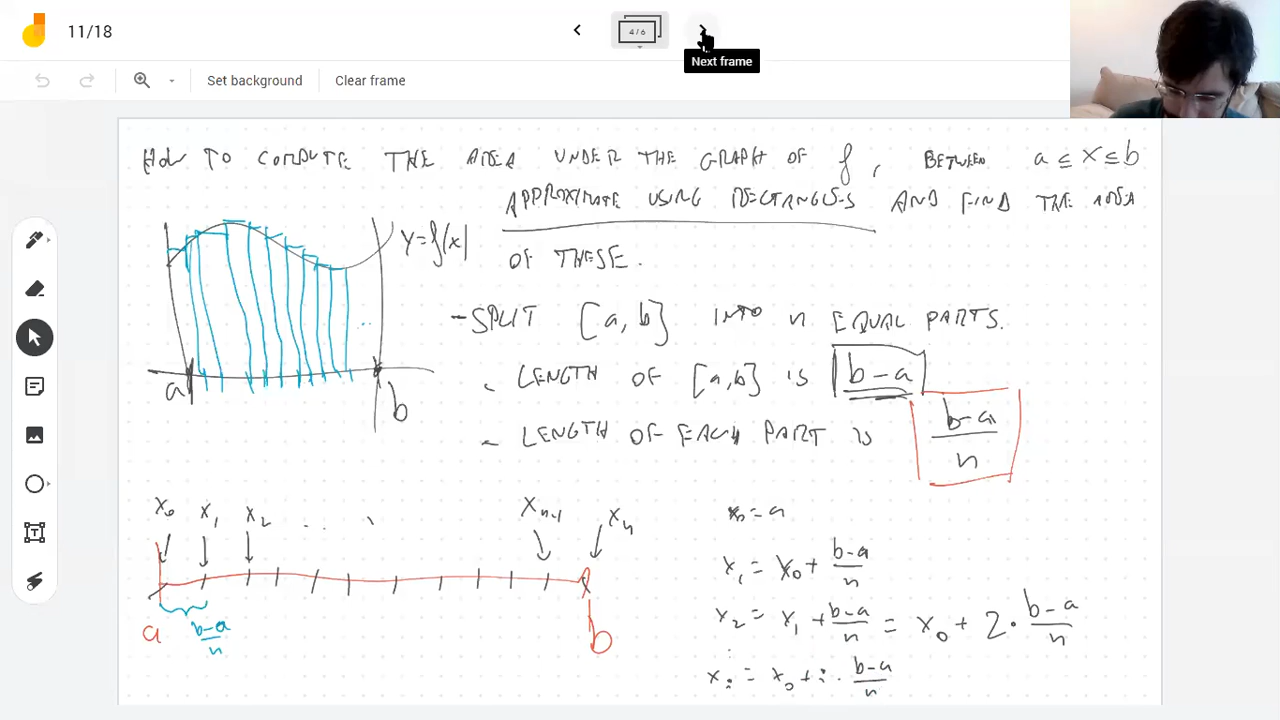 11/18
4 / 6
Next frame
Set background
Clear frame
HOW TO COMPUTE THE AREA UNDER THE GRAPH OF f, BETWEEN a ≤ x ≤ b
APPROXIMATE USING RECTANGLES AND FIND THE AREA
OF THESE.
y=f(x)
a
b
- SPLIT [a, b] INTO n EQUAL PARTS.
- LENGTH OF [a,b] IS b-a
- LENGTH OF EACH PART IS (b-a)/n
x₀ x₁ x₂ . . . xₙ₋₁ xₙ
a (b-a)/n b
x₀ = a
x₁ = x₀ + (b-a)/n
x₂ = x₁ + (b-a)/n = x₀ + 2 · (b-a)/n
⋮
xᵢ = x₀ + i · (b-a)/n